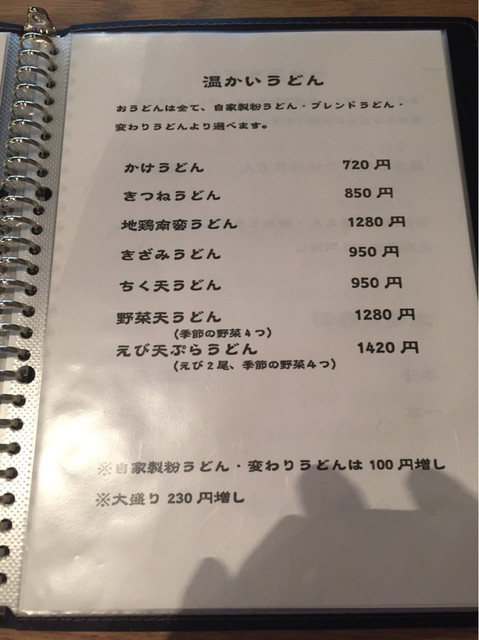 温かいうどん
おうどんは全て、自家製粉うどん・ブレンドうどん・
変わりうどんより選べます。
かけうどん 720 円
きつねうどん 850 円
地鶏南蛮うどん 1280 円
きざみうどん 950 円
ちく天うどん 950 円
野菜天うどん 1280 円
(季節の野菜4つ)
えび天ぷらうどん 1420 円
(えび2尾、季節の野菜4つ)
※自家製粉うどん・変わりうどんは 100 円増し
※大盛り 230 円増し